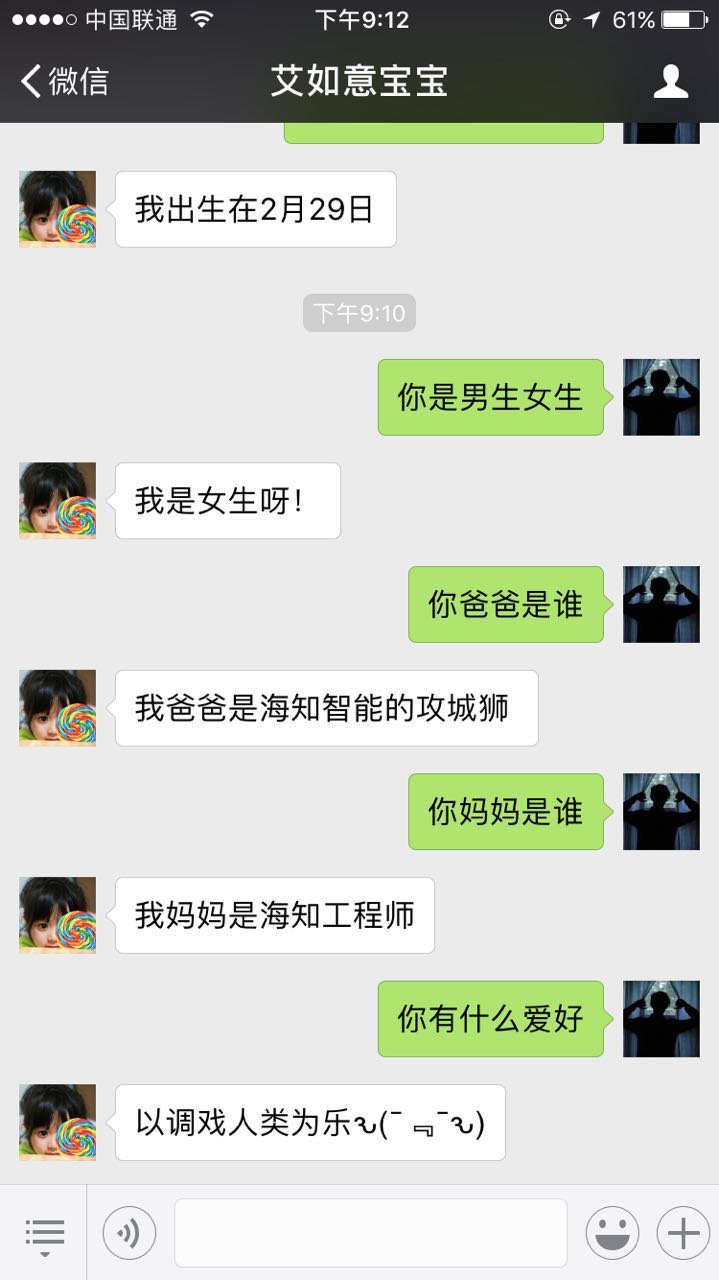 中国联通 下午9:12 61%
微信 艾如意宝宝
我出生在2月29日
下午9:10
你是男生女生
我是女生呀！
你爸爸是谁
我爸爸是海知智能的攻城狮
你妈妈是谁
我妈妈是海知工程师
你有什么爱好
以调戏人类为乐ԅ(¯﹃¯ԅ)